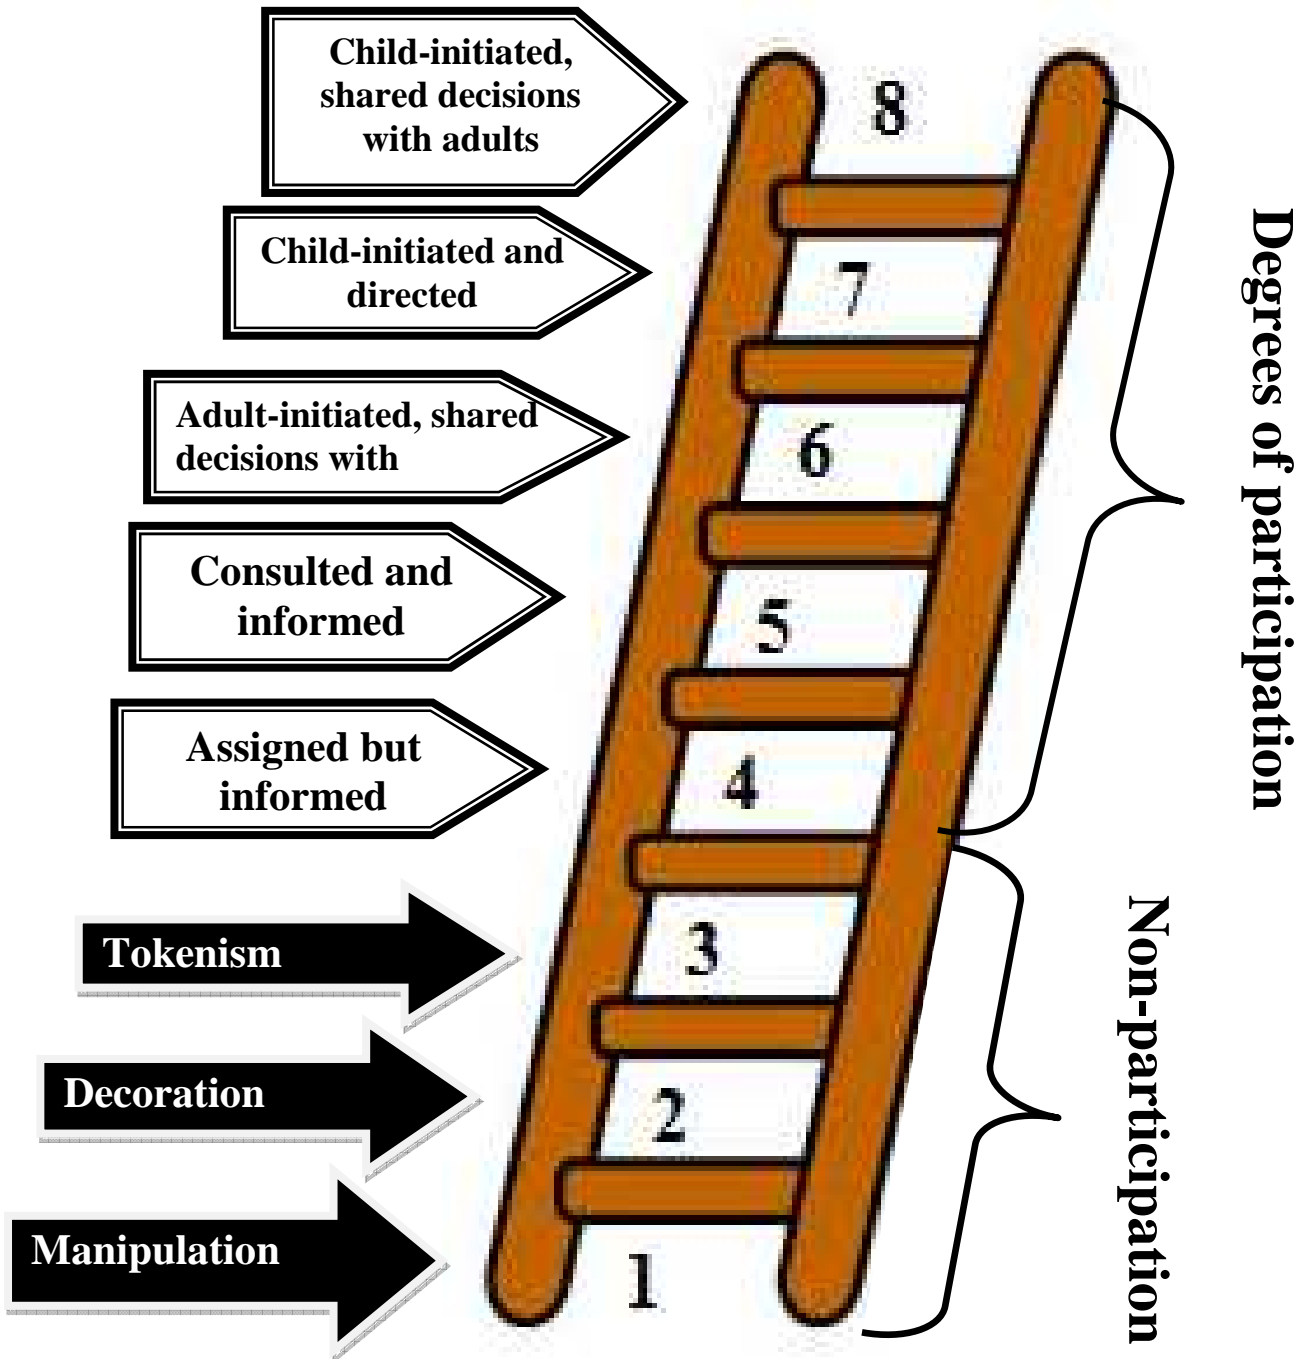 Child-initiated,
shared decisions
with adults
8
Child-initiated and
directed
7
Adult-initiated, shared
decisions with
6
Consulted and
informed
5
Assigned but
informed
4
Degrees of participation
Tokenism
3
Decoration
2
Manipulation
1
Non-participation